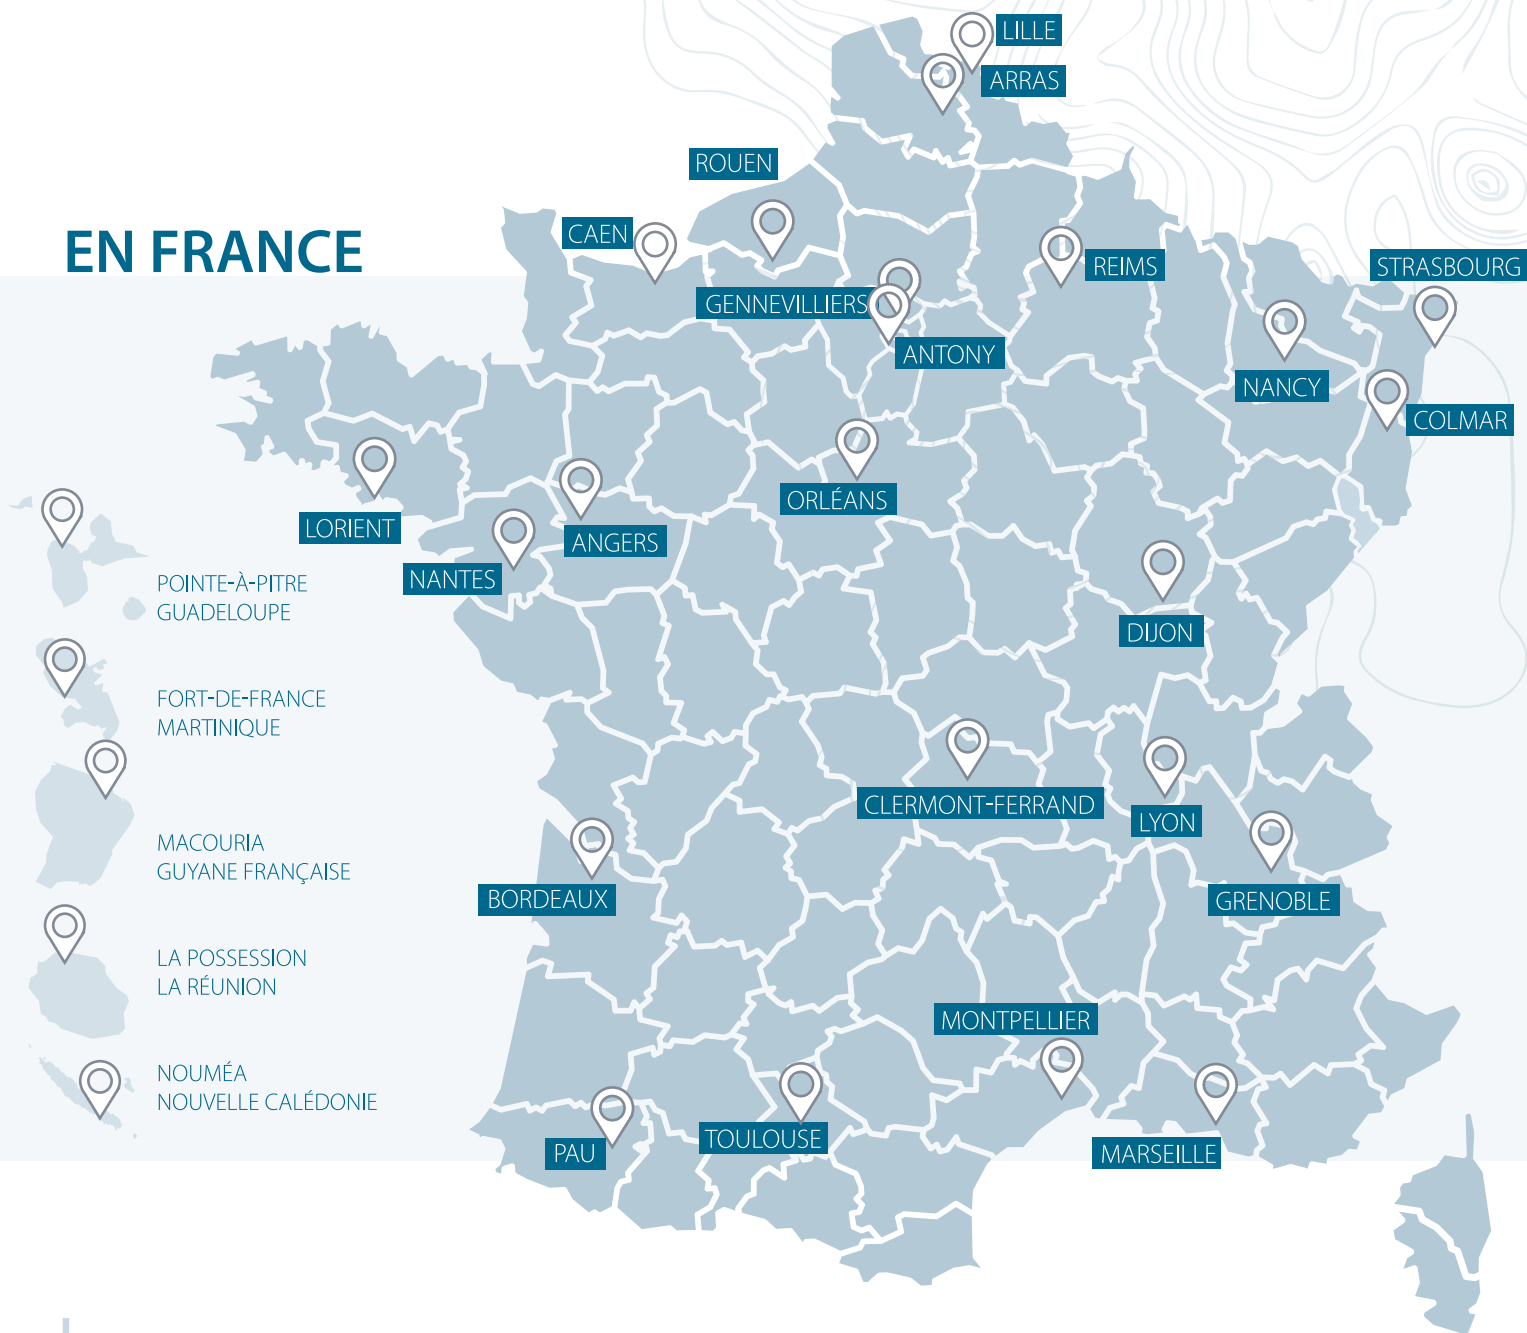 LILLE
ARRAS
ROUEN
EN FRANCE
CAEN
REIMS
STRASBOURG
GENNEVILLIERS
ANTONY
NANCY
COLMAR
ORLÉANS
LORIENT
ANGERS
NANTES
POINTE-À-PITRE
GUADELOUPE
DIJON
FORT-DE-FRANCE
MARTINIQUE
CLERMONT-FERRAND
LYON
MACOURIA
GUYANE FRANÇAISE
BORDEAUX
GRENOBLE
LA POSSESSION
LA RÉUNION
MONTPELLIER
NOUMÉA
NOUVELLE CALÉDONIE
TOULOUSE
PAU
MARSEILLE